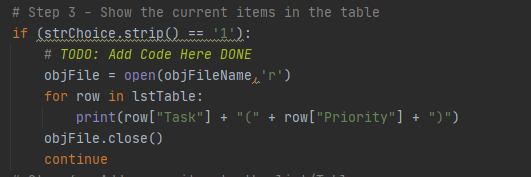 # Step 3 - Show the current items in the table
if (strChoice.strip() == '1'):
    # TODO: Add Code Here DONE
    objFile = open(objFileName,'r')
    for row in lstTable:
        print(row["Task"] + "(" + row["Priority"] + ")")
    objFile.close()
    continue